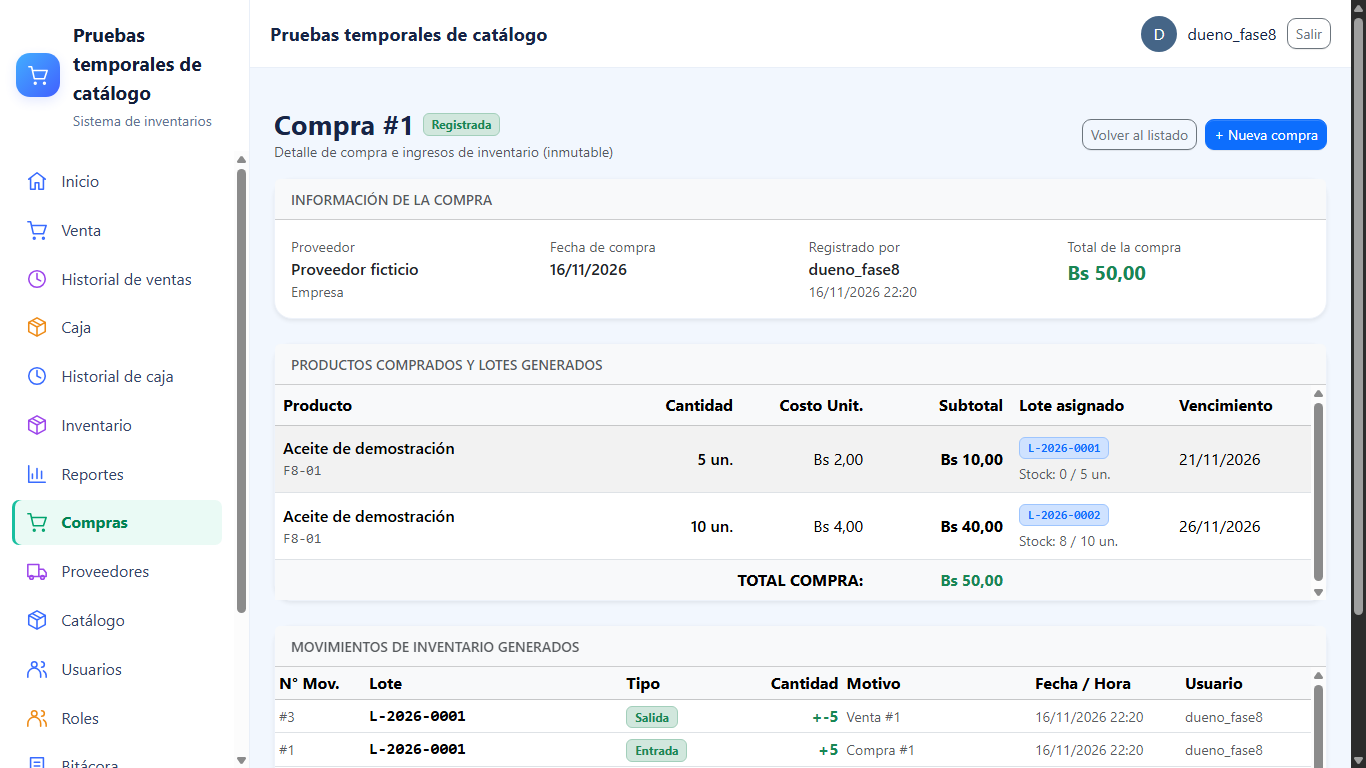 Pruebas
temporales de
catálogo
Sistema de inventarios
Inicio
Venta
Historial de ventas
Caja
Historial de caja
Inventario
Reportes
Compras
Proveedores
Catálogo
Usuarios
Roles
Bitácora
Pruebas temporales de catálogo
D dueno_fase8 Salir
Compra #1 Registrada
Detalle de compra e ingresos de inventario (inmutable)
Volver al listado + Nueva compra
INFORMACIÓN DE LA COMPRA
Proveedor Fecha de compra Registrado por Total de la compra
Proveedor ficticio 16/11/2026 dueno_fase8 Bs 50,00
Empresa 16/11/2026 22:20
PRODUCTOS COMPRADOS Y LOTES GENERADOS
Producto Cantidad Costo Unit. Subtotal Lote asignado Vencimiento
Aceite de demostración 5 un. Bs 2,00 Bs 10,00 L-2026-0001 21/11/2026
F8-01 Stock: 0 / 5 un.
Aceite de demostración 10 un. Bs 4,00 Bs 40,00 L-2026-0002 26/11/2026
F8-01 Stock: 8 / 10 un.
TOTAL COMPRA: Bs 50,00
MOVIMIENTOS DE INVENTARIO GENERADOS
N° Mov. Lote Tipo Cantidad Motivo Fecha / Hora Usuario
#3 L-2026-0001 Salida +-5 Venta #1 16/11/2026 22:20 dueno_fase8
#1 L-2026-0001 Entrada +5 Compra #1 16/11/2026 22:20 dueno_fase8